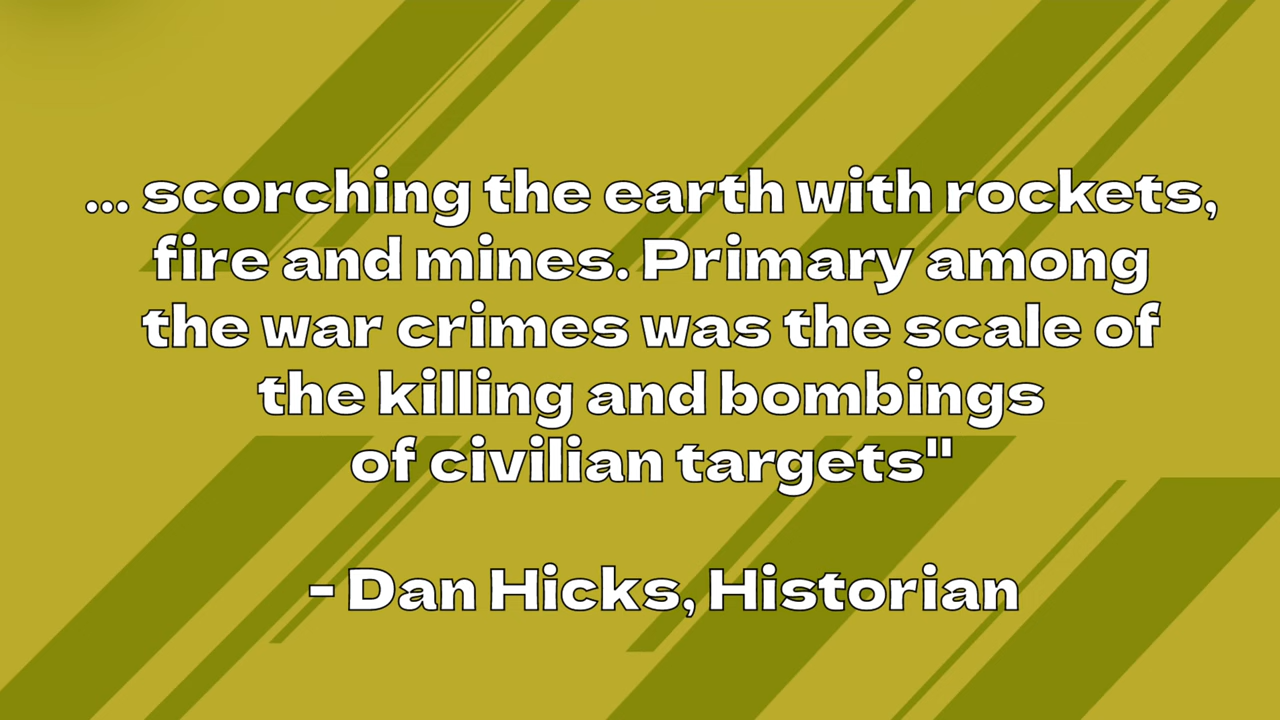 ... scorching the earth with rockets,
fire and mines. Primary among
the war crimes was the scale of
the killing and bombings
of civilian targets"
- Dan Hicks, Historian